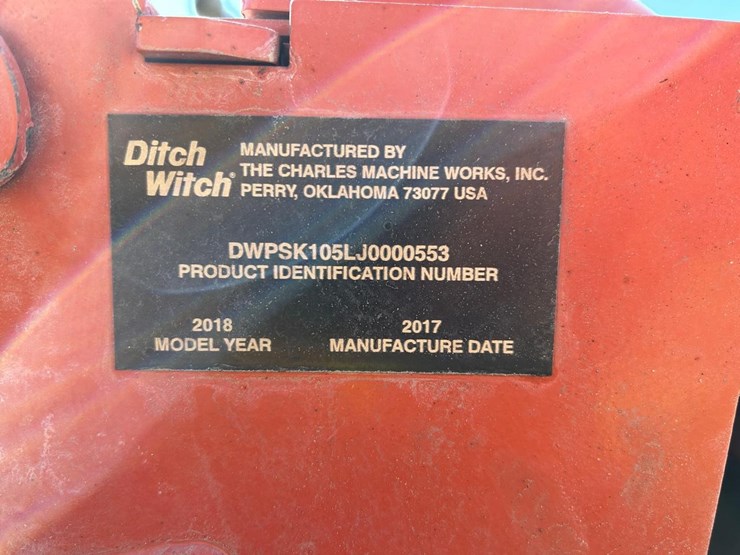 Ditch Witch®
MANUFACTURED BY
THE CHARLES MACHINE WORKS, INC.
PERRY, OKLAHOMA 73077 USA
DWPSK105LJ0000553
PRODUCT IDENTIFICATION NUMBER
2018
MODEL YEAR
2017
MANUFACTURE DATE